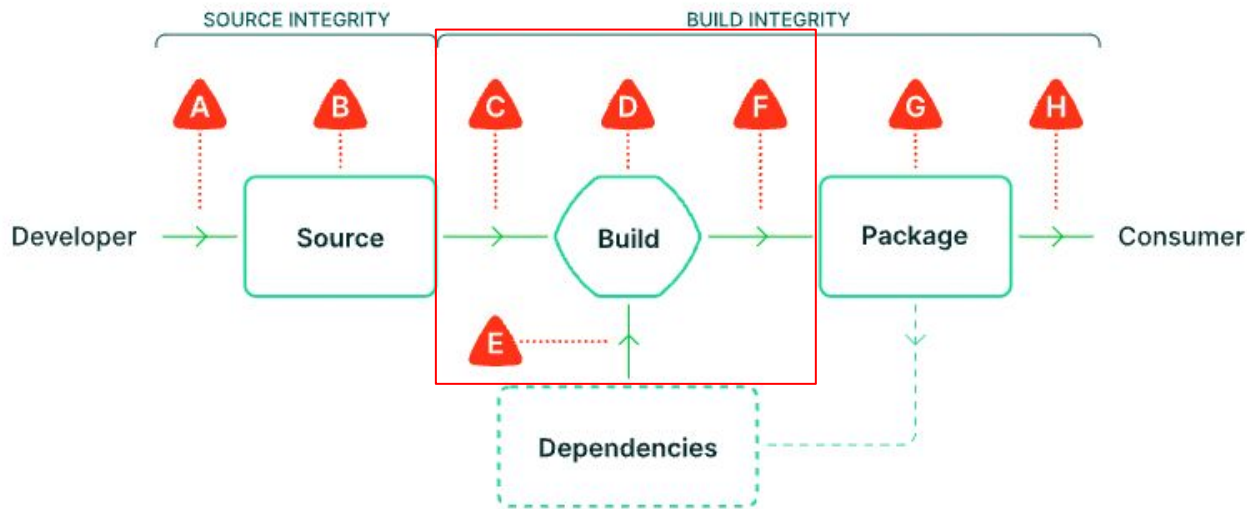 SOURCE INTEGRITY
BUILD INTEGRITY
A
B
C
D
F
G
H
Developer
Source
Build
Package
Consumer
E
Dependencies